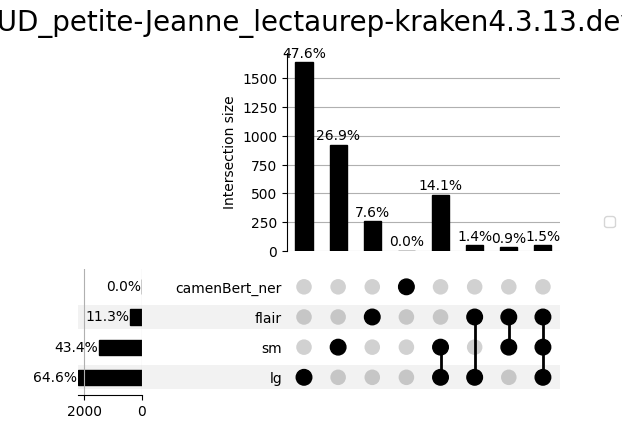 UD_petite-Jeanne_lectaurep-kraken4.3.13.de
47.6%
1500
1250
26.9%
1000
750
14.1%
500
7.6%
250
1.4% 0.9% 1.5%
0.0%
0
Intersection size
0.0% camenBert_ner
11.3% flair
43.4% sm
64.6% lg
2000 0